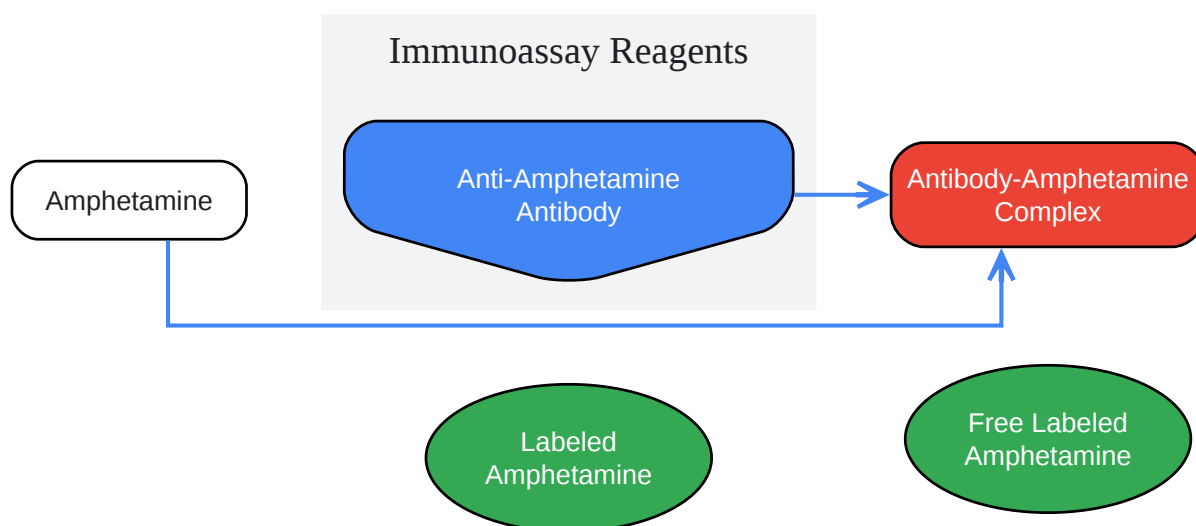 Immunoassay Reagents
Amphetamine
Anti-Amphetamine
Antibody
Antibody-Amphetamine
Complex
Labeled
Amphetamine
Free Labeled
Amphetamine